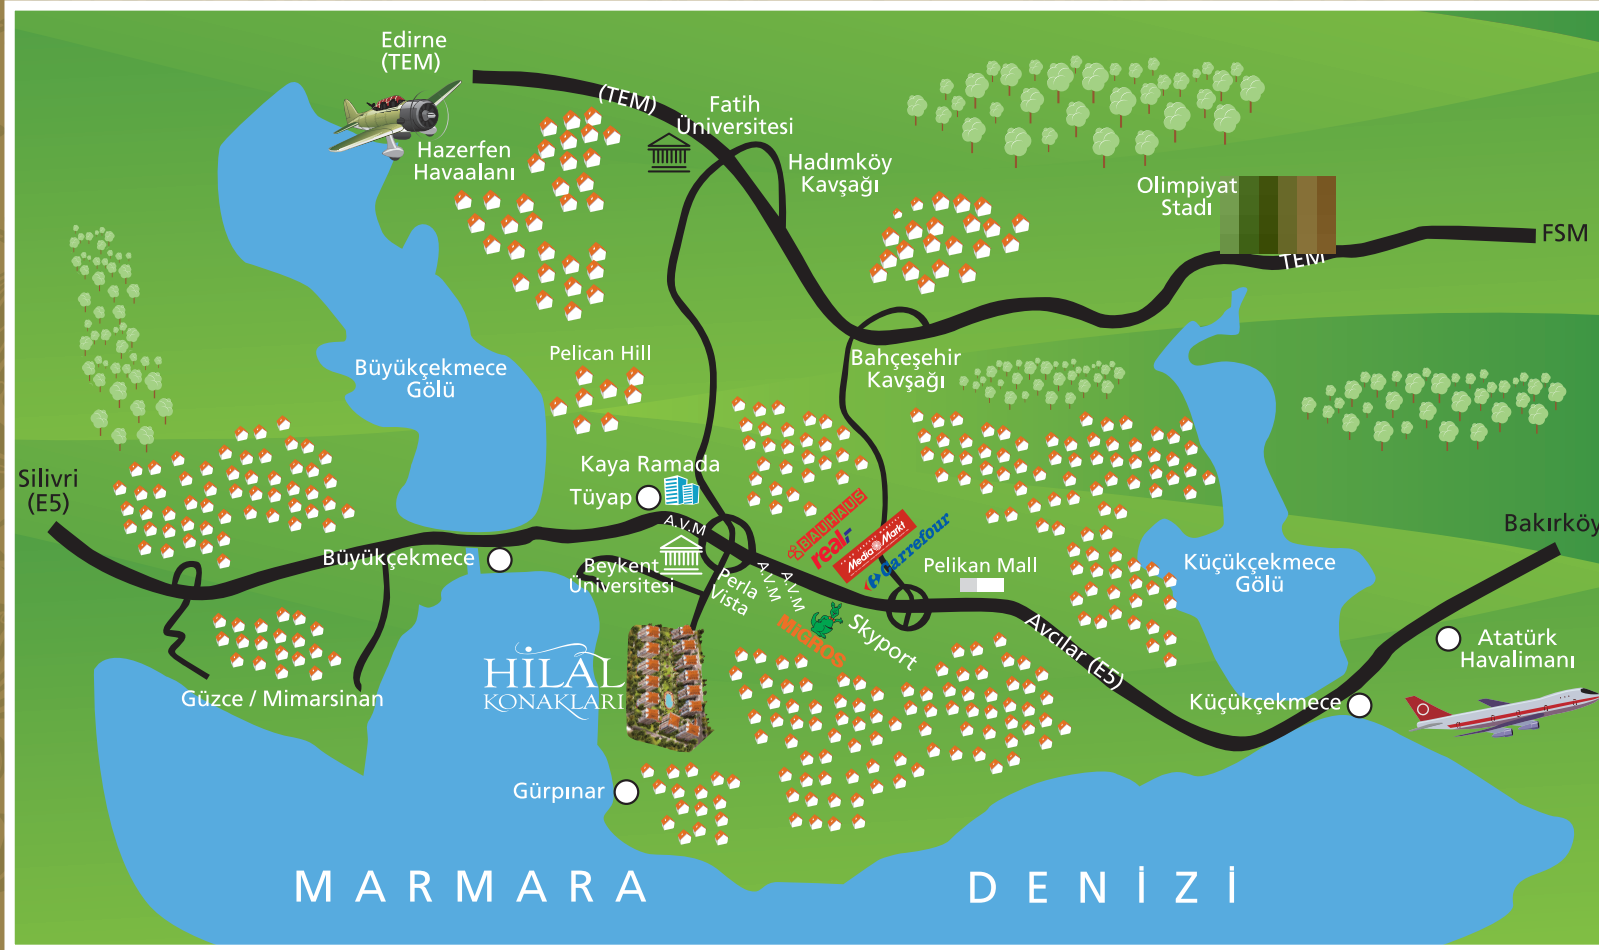 Edirne
(TEM)
(TEM)
Fatih
Üniversitesi
Hazerfen
Havaalanı
Hadımköy
Kavşağı
Olimpiyat
Stadı
FSM
TEM
Büyükçekmece
Gölü
Pelican Hill
Bahçeşehir
Kavşağı
Silivri
(E5)
Kaya Ramada
Tüyap
A.V.M
BAUHAUS
real,-
Media Markt
Carrefour
Bakırköy
Büyükçekmece
Beykent
Üniversitesi
Perla
Vista
A.V.M
A.V.M
Pelikan Mall
Küçükçekmece
Gölü
MİGROS
Skyport
Avcılar (E5)
Atatürk
Havalimanı
HİLAL
KONAKLARI
Güzce / Mimarsinan
Küçükçekmece
Gürpınar
MARMARA DENİZİ